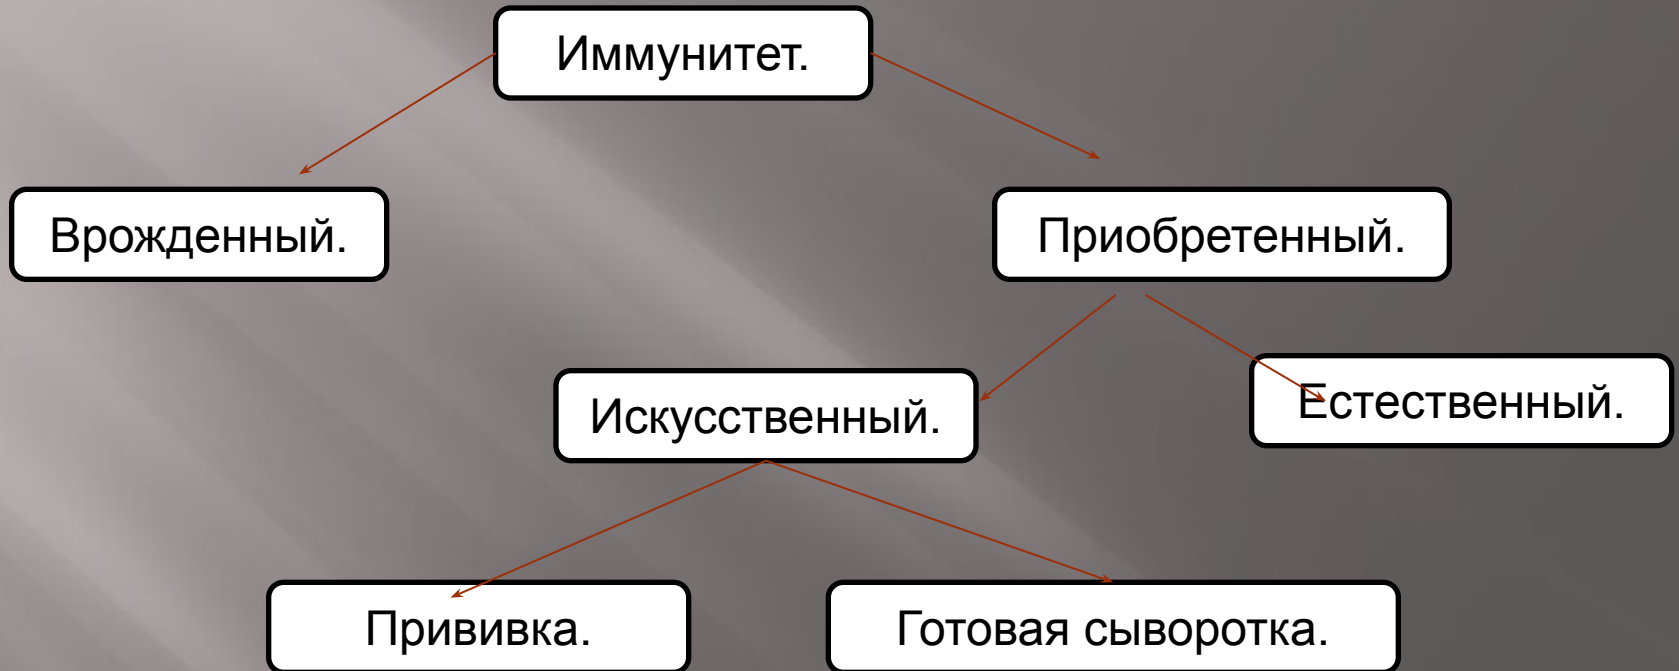 Иммунитет.
Врожденный.
Приобретенный.
Искусственный.
Естественный.
Прививка.
Готовая сыворотка.